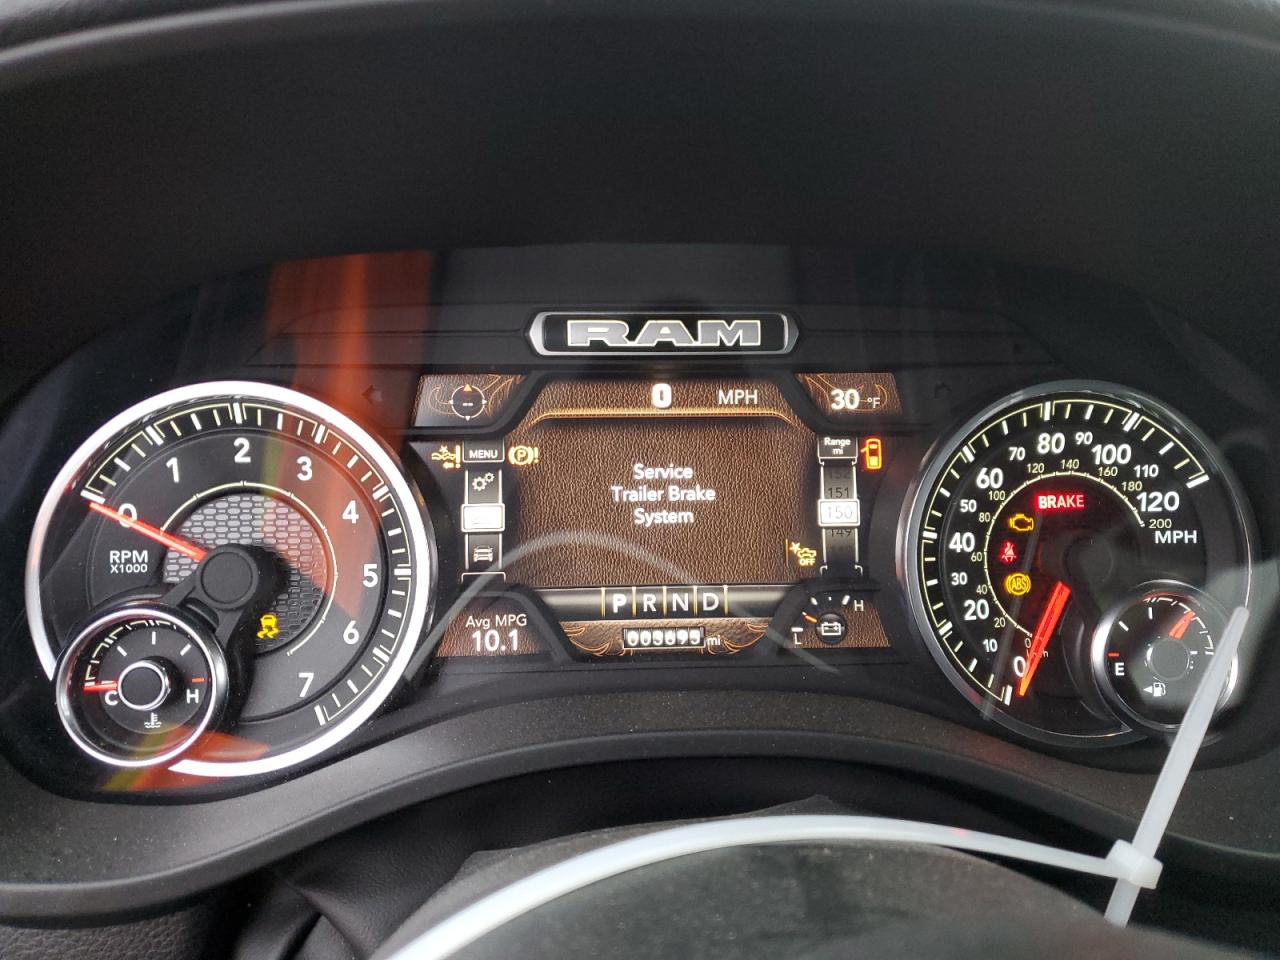 RAM
0 MPH
30 °F
--
MENU
P !
Range
mi
152
151
150
149
Service
Trailer Brake
System
OFF
P R N D
Avg MPG
10.1
003695 mi
L H
0 1 2 3 4 5 6 7
RPM
X1000
C H
0 10 20 30 40 50 60 70 80 90 100 110 120
MPH
20 40 60 80 100 120 140 160 180 200
BRAKE
ABS
E